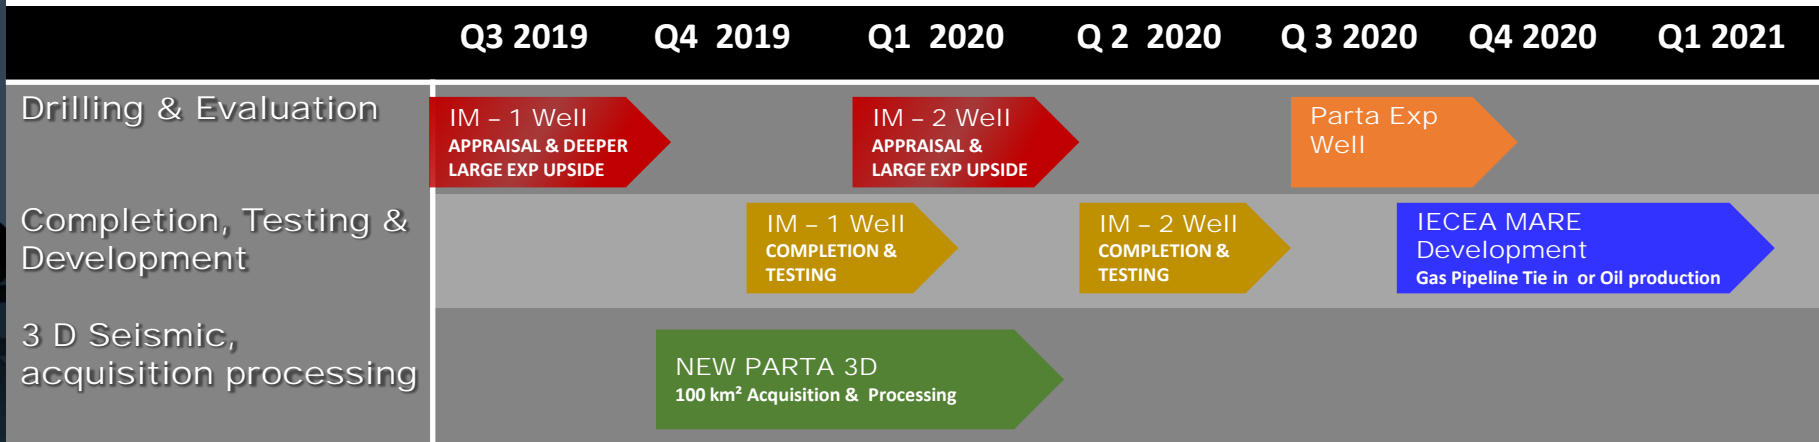 Q3 2019 Q4 2019 Q1 2020 Q 2 2020 Q 3 2020 Q4 2020 Q1 2021
Drilling & Evaluation
IM – 1 Well
APPRAISAL & DEEPER
LARGE EXP UPSIDE
IM – 2 Well
APPRAISAL &
LARGE EXP UPSIDE
Parta Exp
Well
Completion, Testing &
Development
IM – 1 Well
COMPLETION &
TESTING
IM – 2 Well
COMPLETION &
TESTING
IECEA MARE
Development
Gas Pipeline Tie in or Oil production
3 D Seismic,
acquisition processing
NEW PARTA 3D
100 km² Acquisition & Processing